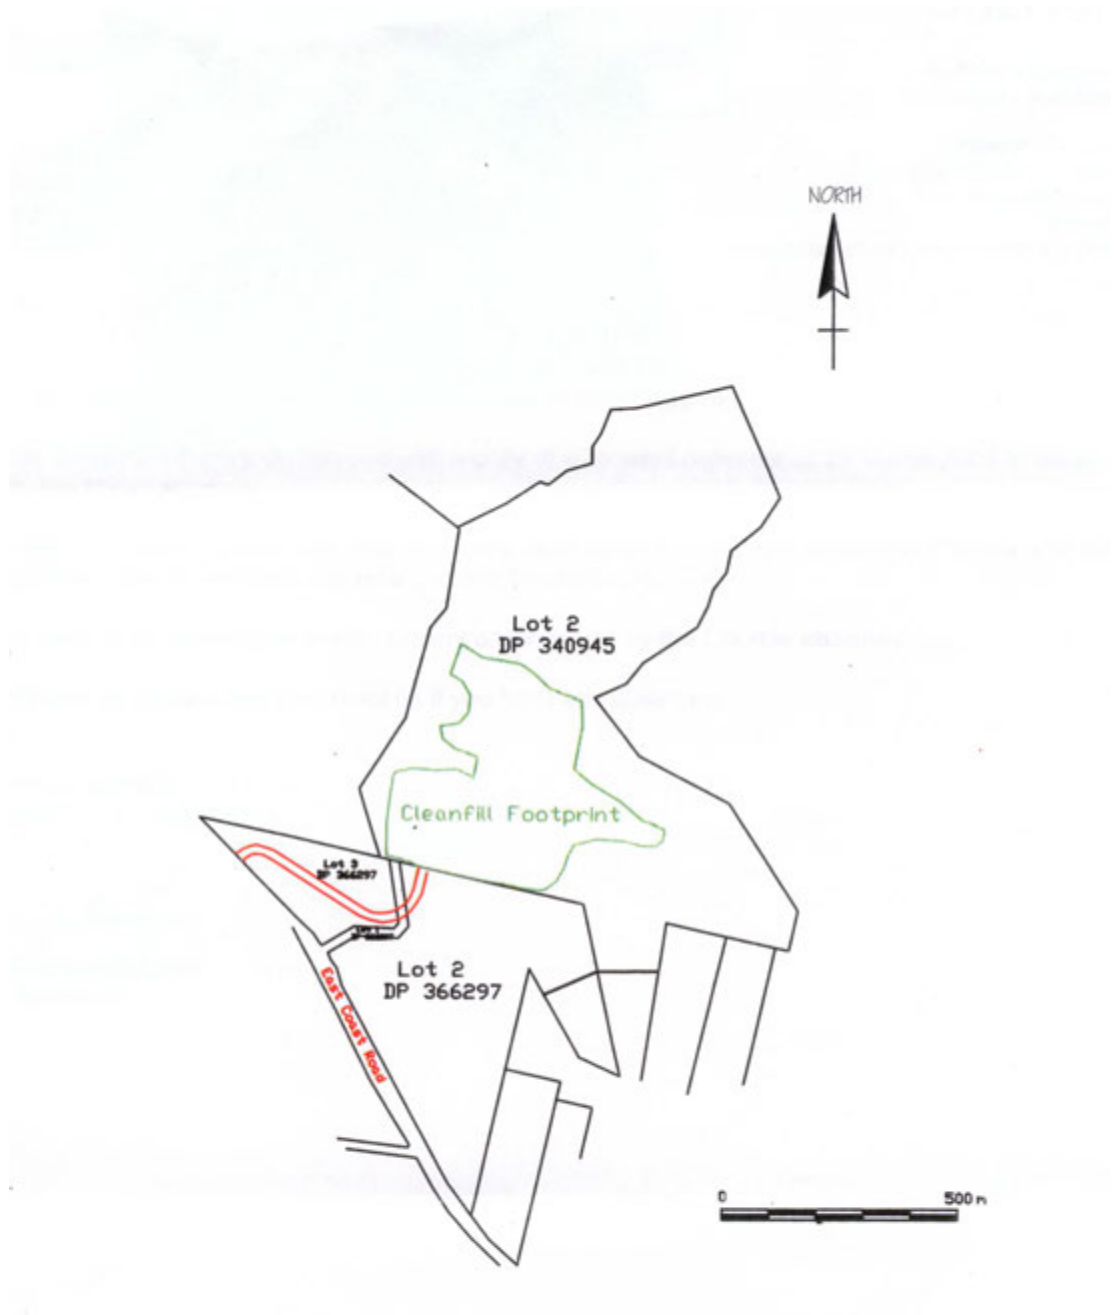 NORTH
Lot 2
DP 340945
Cleanfill Footprint
Lot 3
DP 366297
Lot 2
DP 366297
East Coast Road
0 500 m